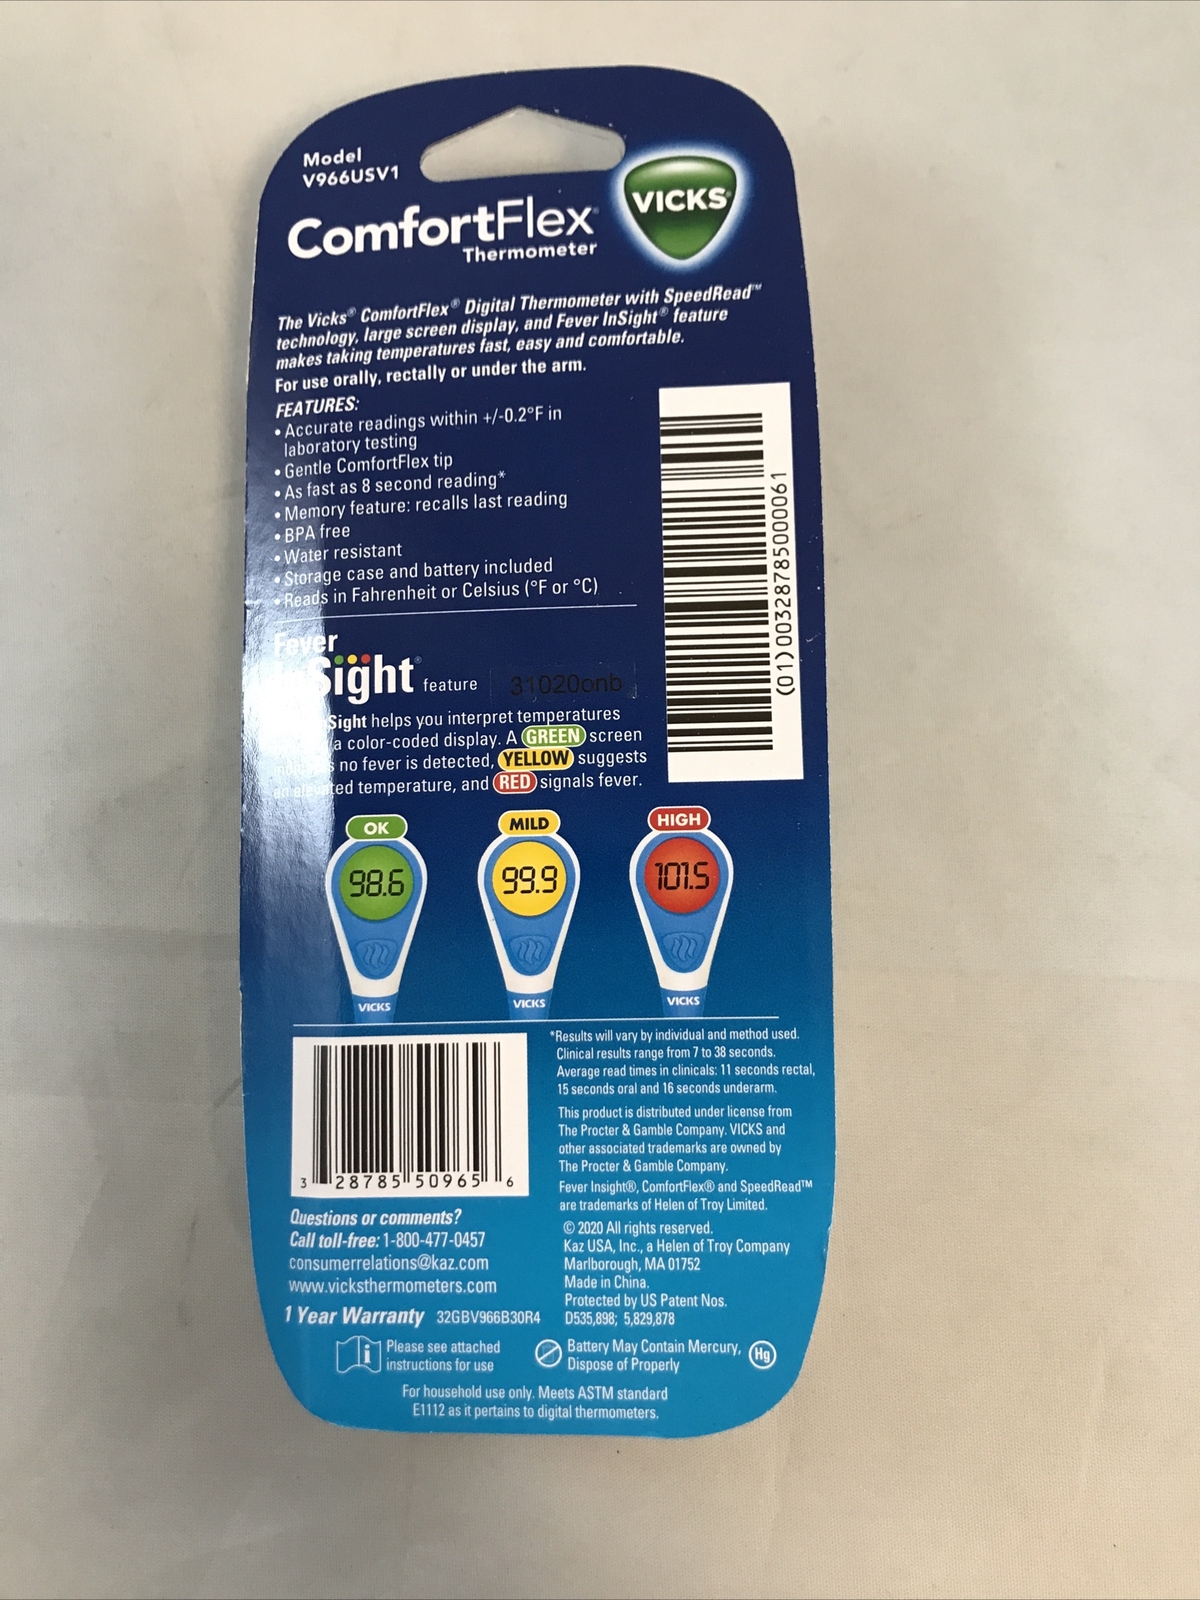 Model
V966USV1
ComfortFlex®
Thermometer
VICKS®
The Vicks® ComfortFlex® Digital Thermometer with SpeedRead™
technology, large screen display, and Fever InSight® feature
makes taking temperatures fast, easy and comfortable.
For use orally, rectally or under the arm.
FEATURES:
• Accurate readings within +/-0.2°F in
laboratory testing
• Gentle ComfortFlex tip
• As fast as 8 second reading*
• Memory feature: recalls last reading
• BPA free
• Water resistant
• Storage case and battery included
• Reads in Fahrenheit or Celsius (°F or °C)
(01)00328785000061
Fever
InSight® feature
31020onb
Sight helps you interpret temperatures
a color-coded display. A GREEN screen
no fever is detected, YELLOW suggests
an elevated temperature, and RED signals fever.
OK
MILD
HIGH
98.6
99.9
101.5
VICKS
VICKS
VICKS
*Results will vary by individual and method used.
Clinical results range from 7 to 38 seconds.
Average read times in clinicals: 11 seconds rectal,
15 seconds oral and 16 seconds underarm.
This product is distributed under license from
The Procter & Gamble Company. VICKS and
other associated trademarks are owned by
The Procter & Gamble Company.
Fever Insight®, ComfortFlex® and SpeedRead™
are trademarks of Helen of Troy Limited.
© 2020 All rights reserved.
Kaz USA, Inc., a Helen of Troy Company
Marlborough, MA 01752
Made in China.
Protected by US Patent Nos.
D535,898; 5,829,878
3 28785 50965 6
Questions or comments?
Call toll-free: 1-800-477-0457
consumerrelations@kaz.com
www.vicksthermometers.com
1 Year Warranty 32GBV966B30R4
Please see attached
instructions for use
Battery May Contain Mercury,
Dispose of Properly
Hg
For household use only. Meets ASTM standard
E1112 as it pertains to digital thermometers.